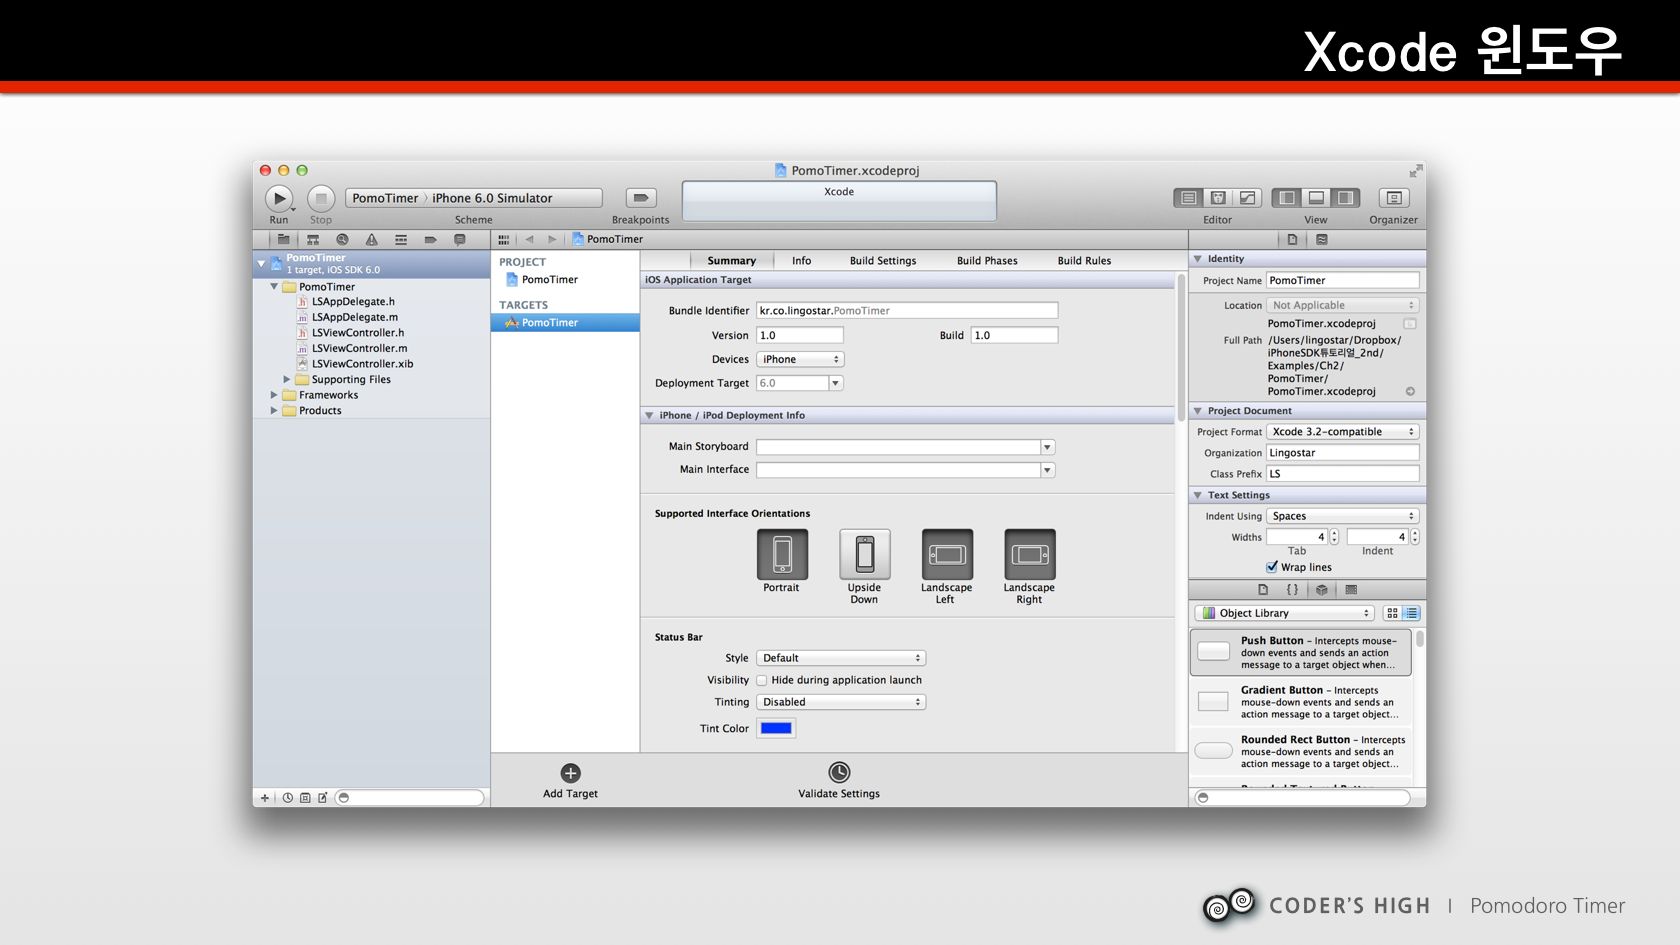 Xcode 윈도우
PomoTimer.xcodeproj
PomoTimer 〉 iPhone 6.0 Simulator
Xcode
Run
Stop
Scheme
Breakpoints
Editor
View
Organizer
PomoTimer
PomoTimer
1 target, iOS SDK 6.0
PomoTimer
LSAppDelegate.h
LSAppDelegate.m
LSViewController.h
LSViewController.m
LSViewController.xib
Supporting Files
Frameworks
Products
PROJECT
PomoTimer
TARGETS
PomoTimer
Summary Info Build Settings Build Phases Build Rules
iOS Application Target
Bundle Identifier kr.co.lingostar.PomoTimer
Version 1.0 Build 1.0
Devices iPhone
Deployment Target 6.0
iPhone / iPod Deployment Info
Main Storyboard
Main Interface
Supported Interface Orientations
Portrait
Upside
Down
Landscape
Left
Landscape
Right
Status Bar
Style Default
Visibility Hide during application launch
Tinting Disabled
Tint Color
Add Target
Validate Settings
Identity
Project Name PomoTimer
Location Not Applicable
PomoTimer.xcodeproj
Full Path /Users/lingostar/Dropbox/
iPhoneSDK튜토리얼_2nd/
Examples/Ch2/
PomoTimer/
PomoTimer.xcodeproj
Project Document
Project Format Xcode 3.2-compatible
Organization Lingostar
Class Prefix LS
Text Settings
Indent Using Spaces
Widths 4 4
Tab Indent
Wrap lines
{ }
Object Library
Push Button - Intercepts mouse-
down events and sends an action
message to a target object when...
Gradient Button - Intercepts
mouse-down events and sends an
action message to a target object...
Rounded Rect Button - Intercepts
mouse-down events and sends an
action message to a target object...
CODER'S HIGH | Pomodoro Timer